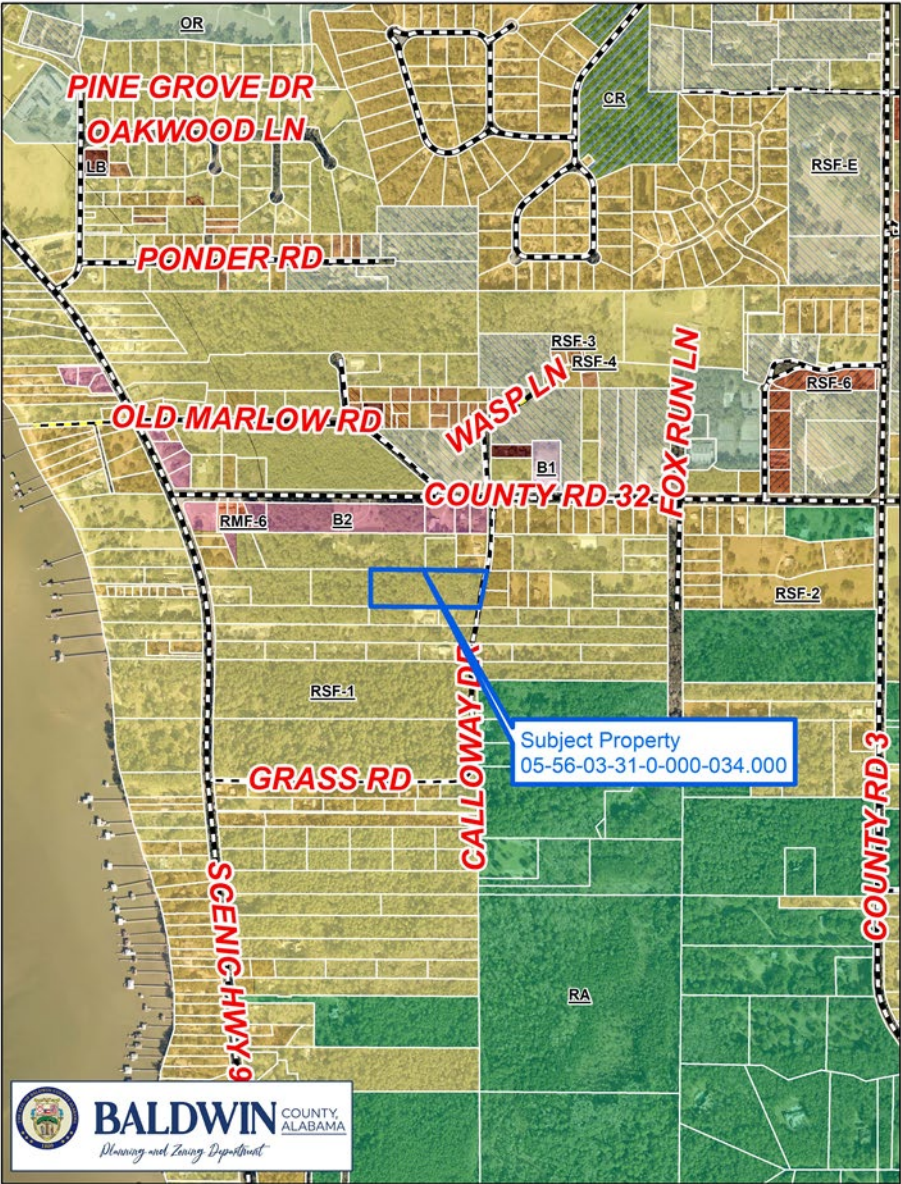 OR
PINE GROVE DR
OAKWOOD LN
CR
LB
RSF-E
PONDER RD
RSF-3
RSF-4
WASP LN
FOX RUN LN
RSF-6
OLD MARLOW RD
B1
COUNTY RD 32
RMF-6
B2
RSF-2
RSF-1
CALLOWAY DR
Subject Property
05-56-03-31-0-000-034.000
GRASS RD
COUNTY RD 3
SCENIC HWY 9
RA
BALDWIN COUNTY, ALABAMA
Planning and Zoning Department